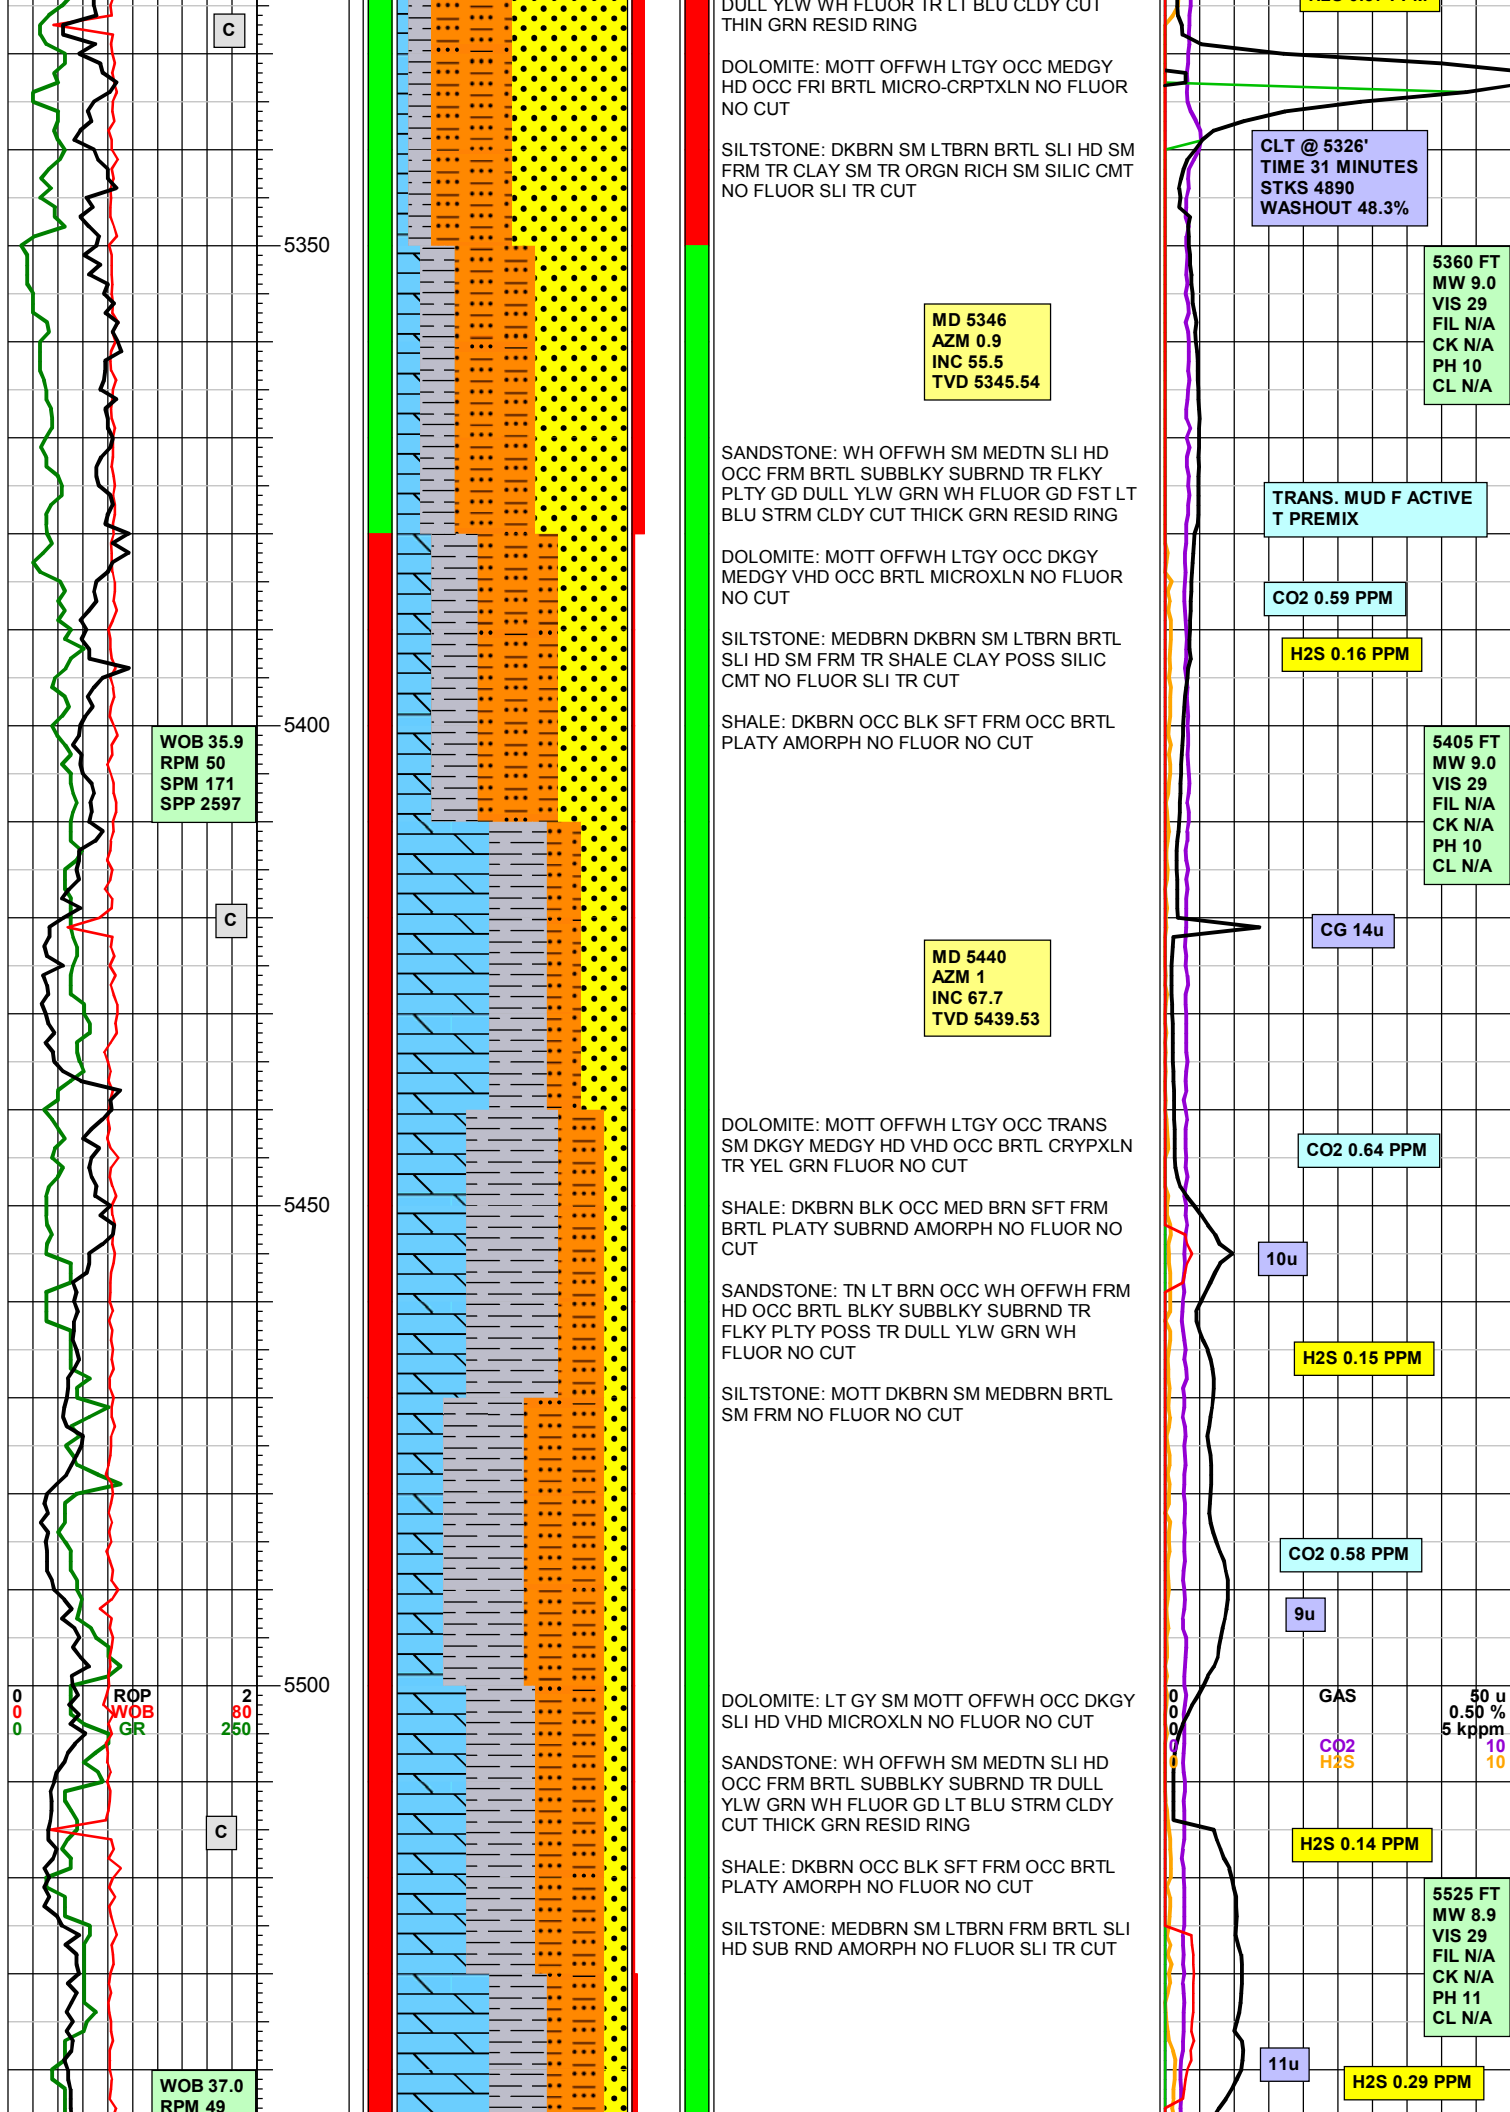 DULL YLW WH FLUOR TR LT BLU CLDY CUT
THIN GRN RESID RING
C
DOLOMITE: MOTT OFFWH LTGY OCC MEDGY
HD OCC FRI BRTL MICRO-CRPTXLN NO FLUOR
NO CUT
SILTSTONE: DKBRN SM LTBRN BRTL SLI HD SM
FRM TR CLAY SM TR ORGN RICH SM SILIC CMT
NO FLUOR SLI TR CUT
CLT @ 5326'
TIME 31 MINUTES
STKS 4890
WASHOUT 48.3%
5350
5360 FT
MW 9.0
VIS 29
FIL N/A
CK N/A
PH 10
CL N/A
MD 5346
AZM 0.9
INC 55.5
TVD 5345.54
SANDSTONE: WH OFFWH SM MEDTN SLI HD
OCC FRM BRTL SUBBLKY SUBRND TR FLKY
PLTY GD DULL YLW GRN WH FLUOR GD FST LT
BLU STRM CLDY CUT THICK GRN RESID RING
TRANS. MUD F ACTIVE
T PREMIX
DOLOMITE: MOTT OFFWH LTGY OCC DKGY
MEDGY VHD OCC BRTL MICROXLN NO FLUOR
NO CUT
CO2 0.59 PPM
SILTSTONE: MEDBRN DKBRN SM LTBRN BRTL
SLI HD SM FRM TR SHALE CLAY POSS SILIC
CMT NO FLUOR SLI TR CUT
H2S 0.16 PPM
SHALE: DKBRN OCC BLK SFT FRM OCC BRTL
PLATY AMORPH NO FLUOR NO CUT
5400
WOB 35.9
RPM 50
SPM 171
SPP 2597
5405 FT
MW 9.0
VIS 29
FIL N/A
CK N/A
PH 10
CL N/A
C
CG 14u
MD 5440
AZM 1
INC 67.7
TVD 5439.53
DOLOMITE: MOTT OFFWH LTGY OCC TRANS
SM DKGY MEDGY HD VHD OCC BRTL CRYPXLN
TR YEL GRN FLUOR NO CUT
CO2 0.64 PPM
5450
SHALE: DKBRN BLK OCC MED BRN SFT FRM
BRTL PLATY SUBRND AMORPH NO FLUOR NO
CUT
10u
SANDSTONE: TN LT BRN OCC WH OFFWH FRM
HD OCC BRTL BLKY SUBBLKY SUBRND TR
FLKY PLTY POSS TR DULL YLW GRN WH
FLUOR NO CUT
H2S 0.15 PPM
SILTSTONE: MOTT DKBRN SM MEDBRN BRTL
SM FRM NO FLUOR NO CUT
CO2 0.58 PPM
9u
5500
0 ROP 2
0 WOB 80
0 GR 250
DOLOMITE: LT GY SM MOTT OFFWH OCC DKGY
SLI HD VHD MICROXLN NO FLUOR NO CUT
0 GAS 50 u
0 0.50 %
0 5 kppm
0 CO2 10
0 H2S 10
SANDSTONE: WH OFFWH SM MEDTN SLI HD
OCC FRM BRTL SUBBLKY SUBRND TR DULL
YLW GRN WH FLUOR GD LT BLU STRM CLDY
CUT THICK GRN RESID RING
C
H2S 0.14 PPM
SHALE: DKBRN OCC BLK SFT FRM OCC BRTL
PLATY AMORPH NO FLUOR NO CUT
SILTSTONE: MEDBRN SM LTBRN FRM BRTL SLI
HD SUB RND AMORPH NO FLUOR SLI TR CUT
5525 FT
MW 8.9
VIS 29
FIL N/A
CK N/A
PH 11
CL N/A
11u
H2S 0.29 PPM
WOB 37.0
RPM 49